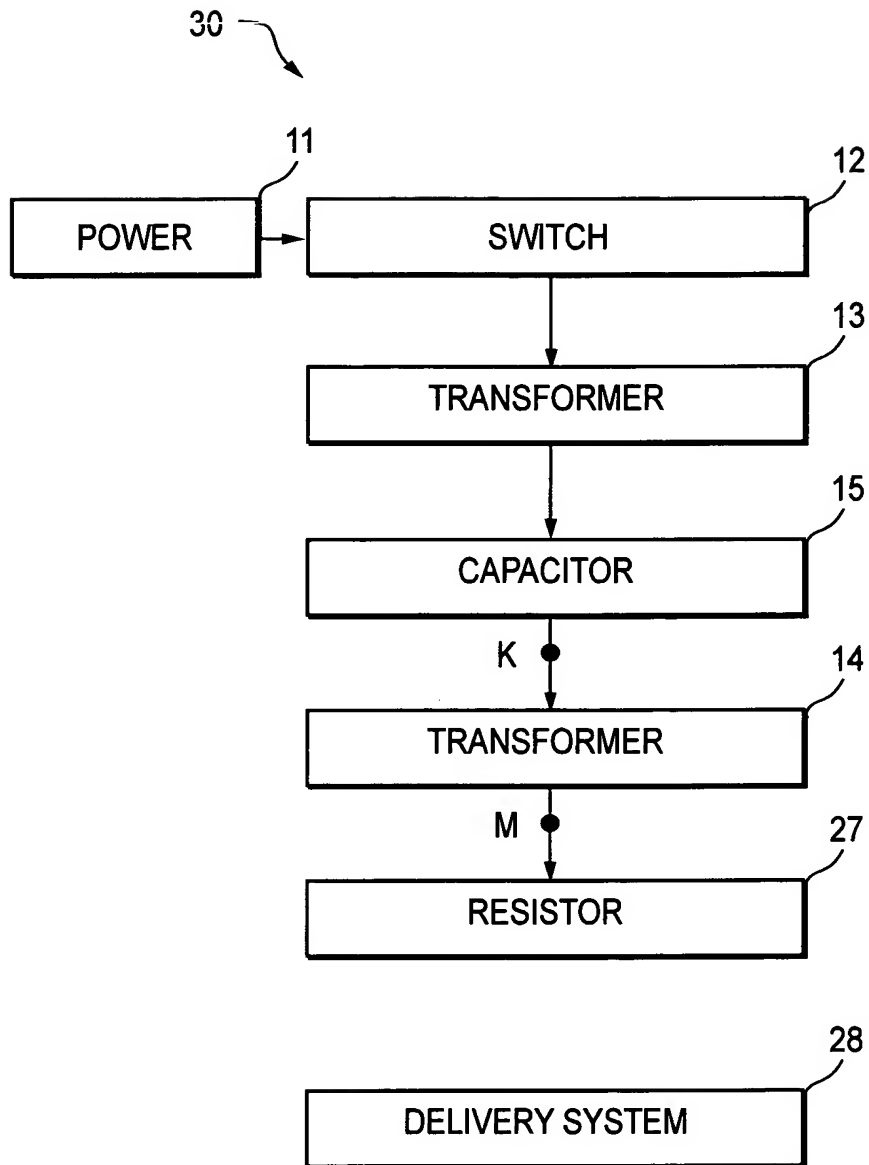 30
11
12
POWER
SWITCH
13
TRANSFORMER
15
CAPACITOR
K
14
TRANSFORMER
M
27
RESISTOR
28
DELIVERY SYSTEM